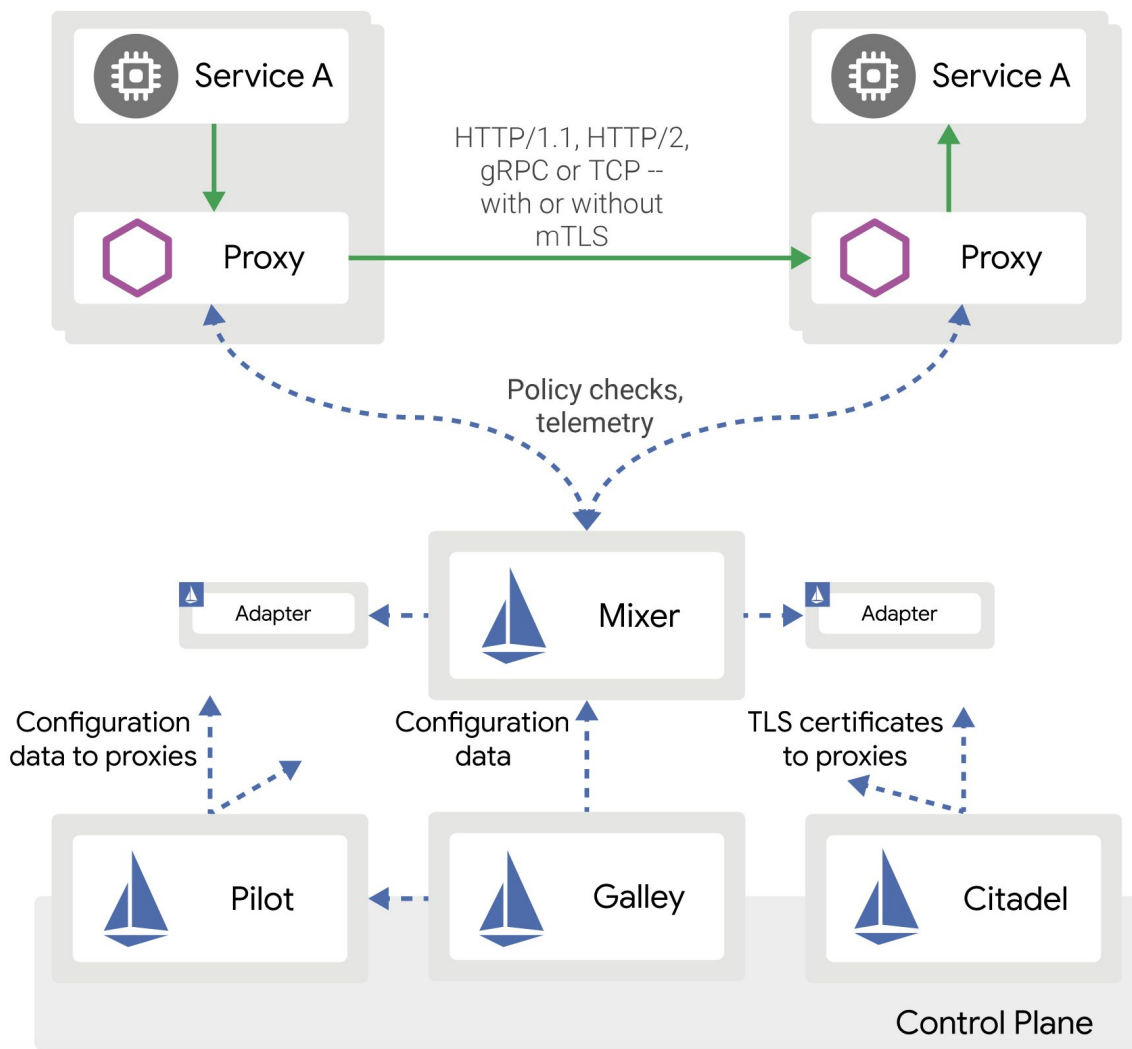 Service A
Service A
HTTP/1.1, HTTP/2,
gRPC or TCP --
with or without
mTLS
Proxy
Proxy
Policy checks,
telemetry
Adapter
Mixer
Adapter
Configuration
data to proxies
Configuration
data
TLS certificates
to proxies
Pilot
Galley
Citadel
Control Plane